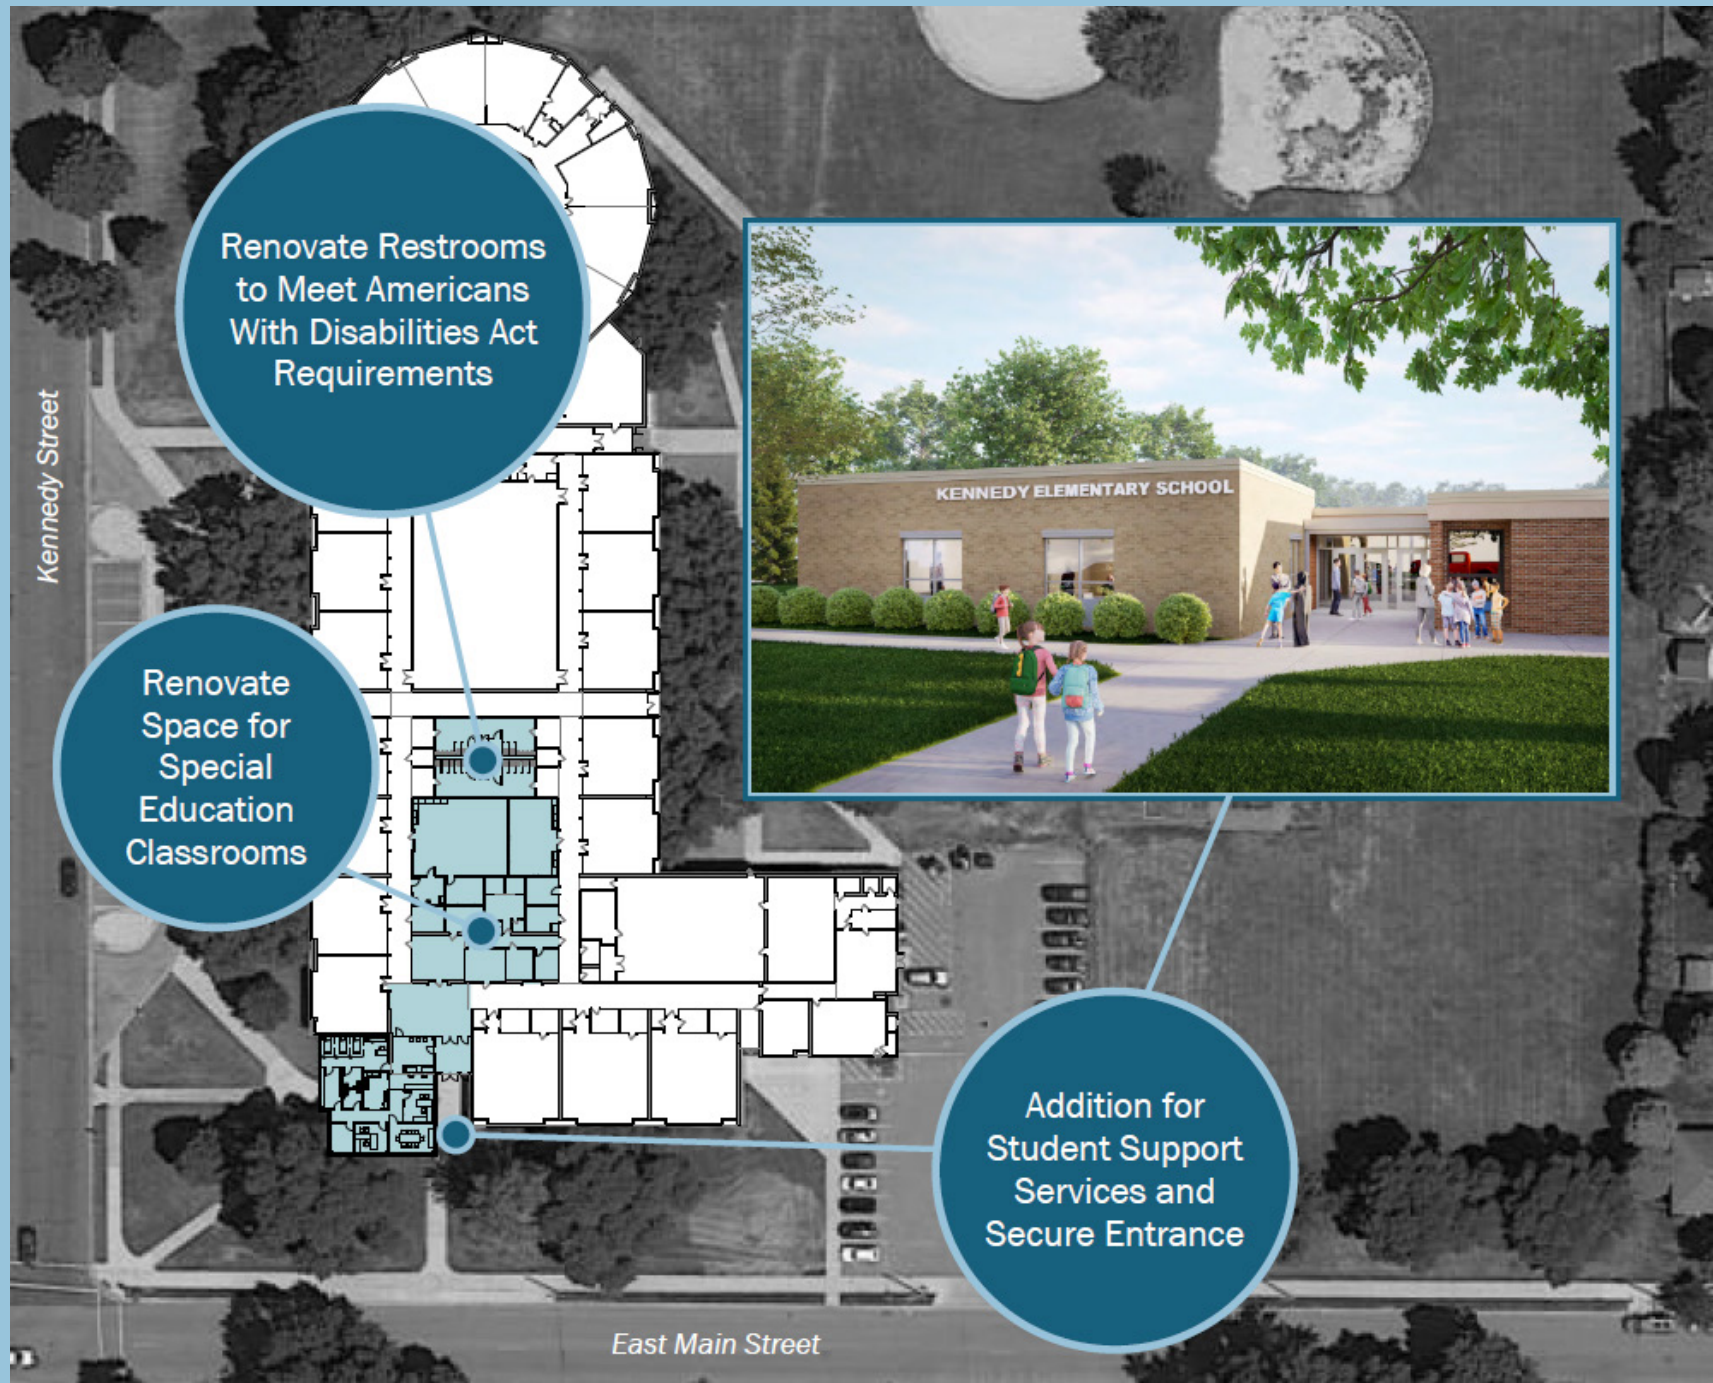 Renovate Restrooms
to Meet Americans
With Disabilities Act
Requirements
Kennedy Street
KENNEDY ELEMENTARY SCHOOL
Renovate
Space for
Special
Education
Classrooms
Addition for
Student Support
Services and
Secure Entrance
East Main Street